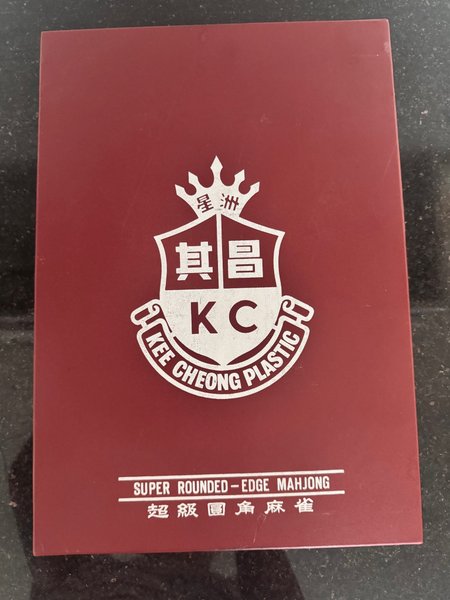 星洲
其昌
KC
KEE CHEONG PLASTIC
SUPER ROUNDED-EDGE MAHJONG
超級圓角麻雀